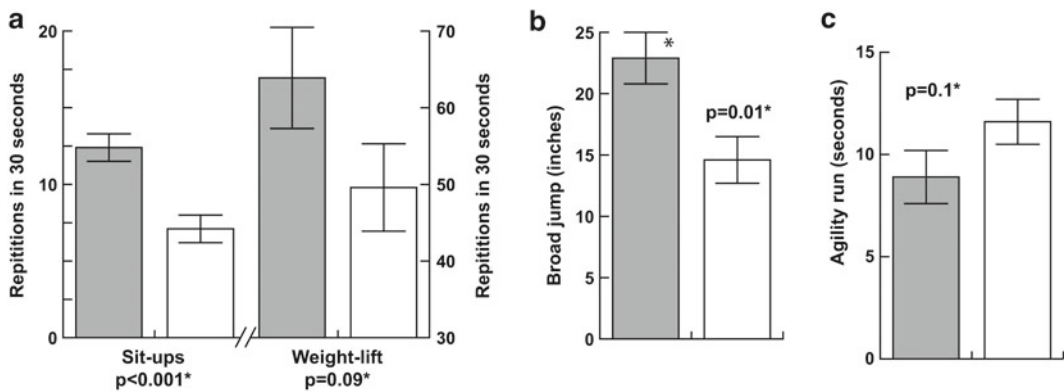 a
Repititions in 30 seconds
20
10
0
Sit-ups
p<0.001*
Weight-lift
p=0.09*
70
60
50
40
30
Repititions in 30 seconds
b
Broad jump (inches)
25
20
15
10
5
0
*
p=0.01*
c
Agility run (seconds)
15
10
5
0
p=0.1*